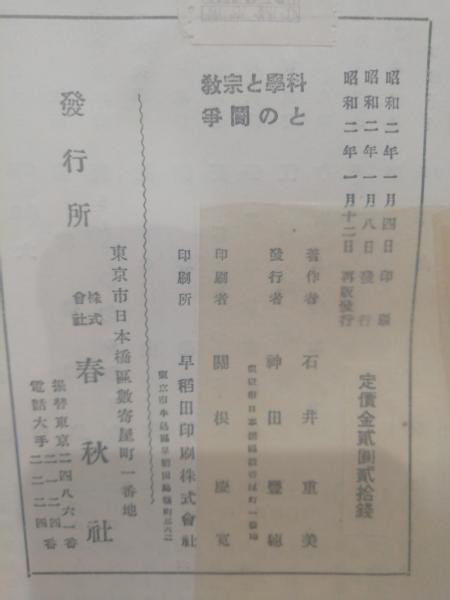 昭和二年一月四日印刷
昭和二年一月八日發行
昭和二年一月十二日再版發行
定價金貳圓貳拾錢
科學と宗敎
との鬪爭
著作者 石井重美
發行者 神田豐穗
印刷者 關根慶寬
印刷所 早稻田印刷株式會社
東京市日本橋區數寄屋町一番地
發行所 株式會社 春秋社
振替東京二四八六一番
電話大手